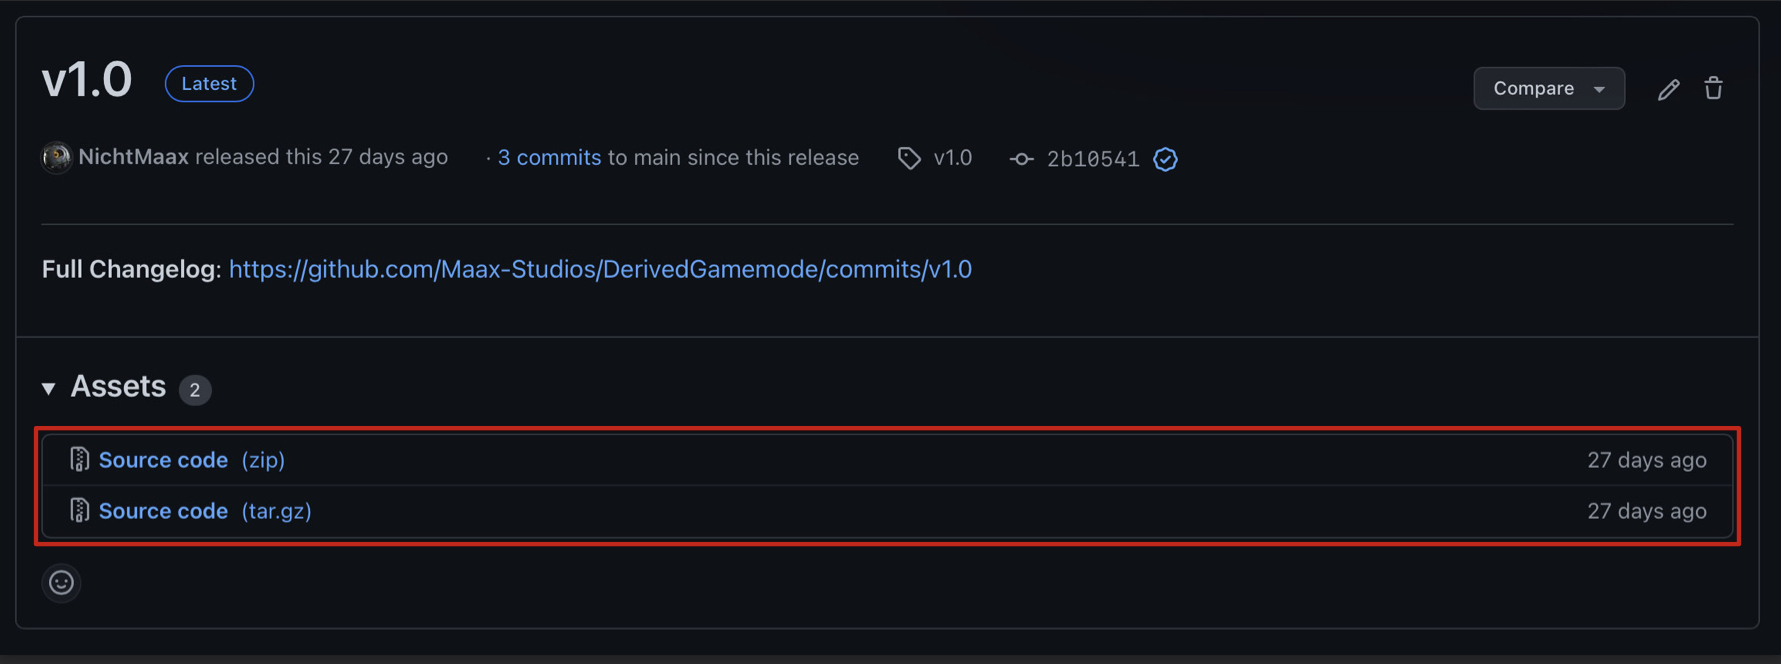 v1.0 Latest Compare
NichtMaax released this 27 days ago · 3 commits to main since this release v1.0 2b10541
Full Changelog: https://github.com/Maax-Studios/DerivedGamemode/commits/v1.0
Assets 2
Source code (zip) 27 days ago
Source code (tar.gz) 27 days ago